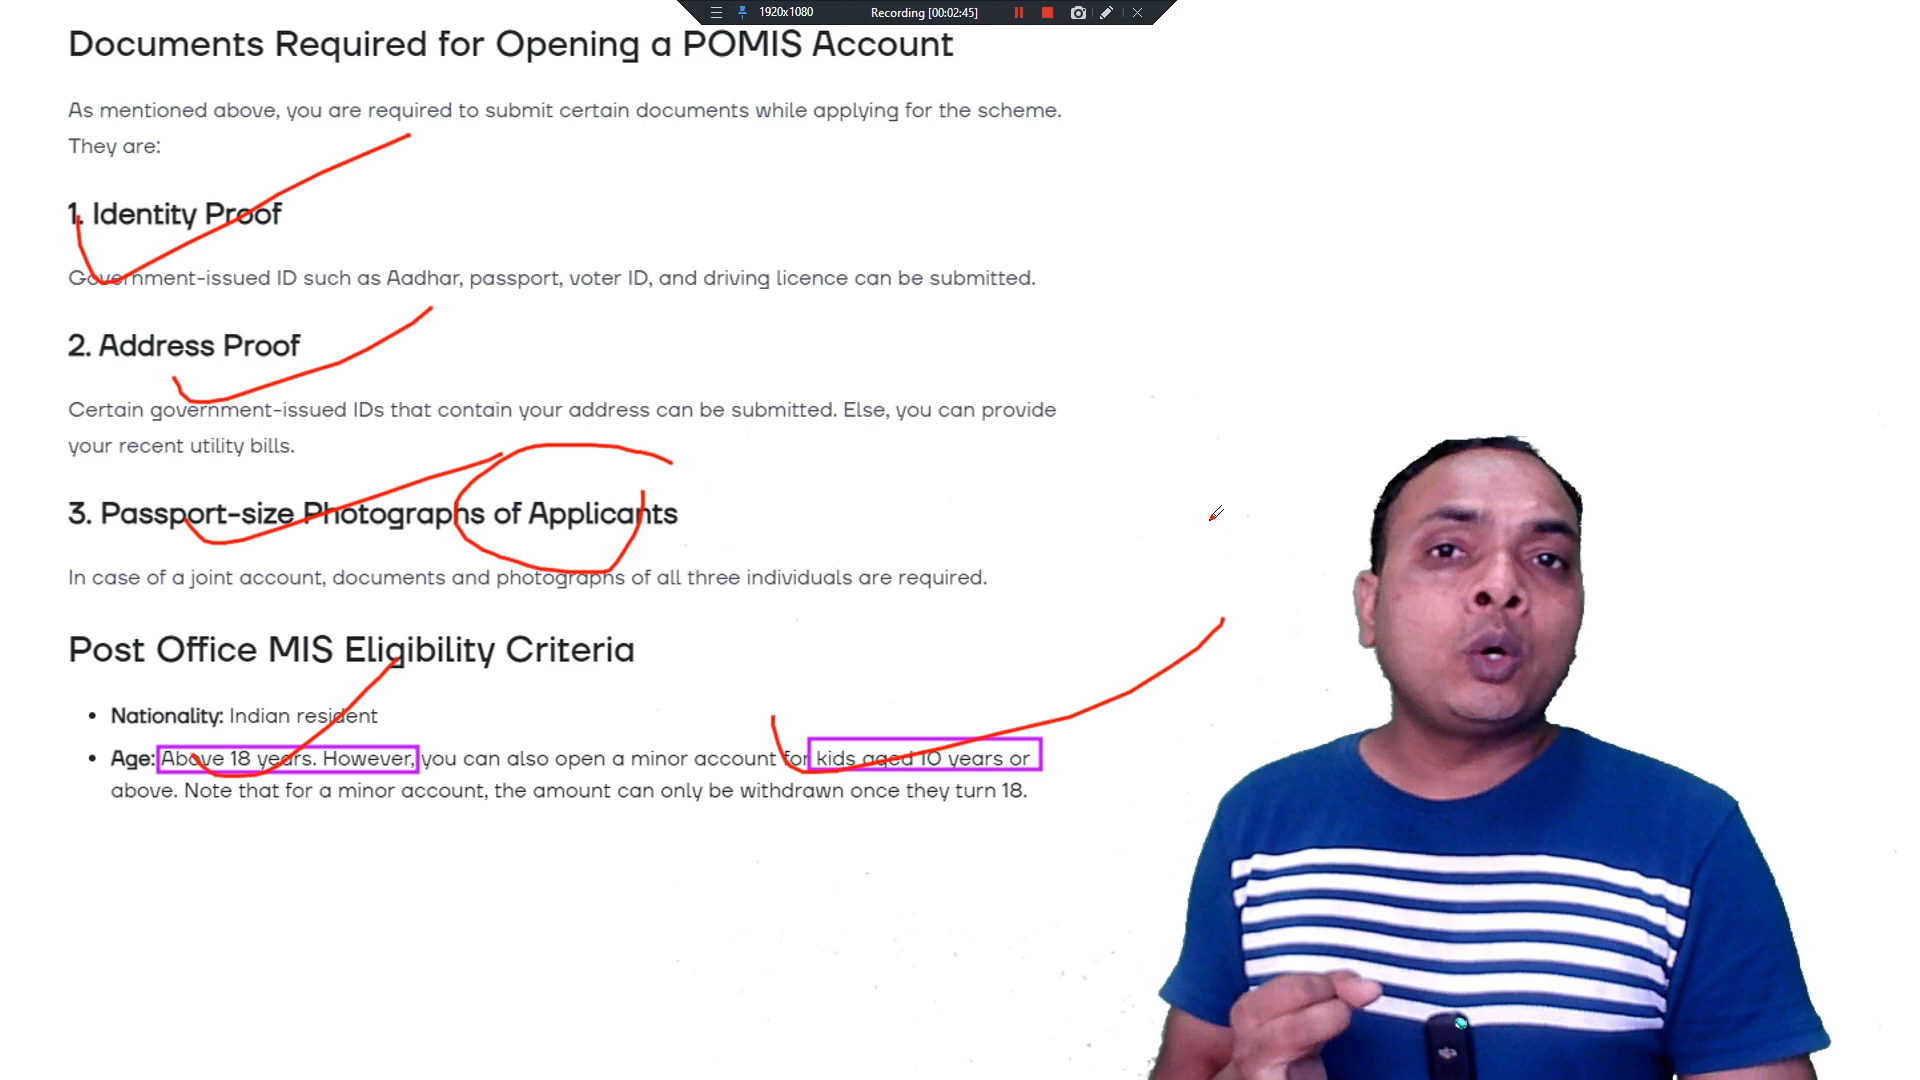 1920x1080 Recording [00:02:45]
Documents Required for Opening a POMIS Account
As mentioned above, you are required to submit certain documents while applying for the scheme.
They are:
1. Identity Proof
Government-issued ID such as Aadhar, passport, voter ID, and driving licence can be submitted.
2. Address Proof
Certain government-issued IDs that contain your address can be submitted. Else, you can provide
your recent utility bills.
3. Passport-size Photographs of Applicants
In case of a joint account, documents and photographs of all three individuals are required.
Post Office MIS Eligibility Criteria
• Nationality: Indian resident
• Age: Above 18 years. However, you can also open a minor account for kids aged 10 years or
above. Note that for a minor account, the amount can only be withdrawn once they turn 18.